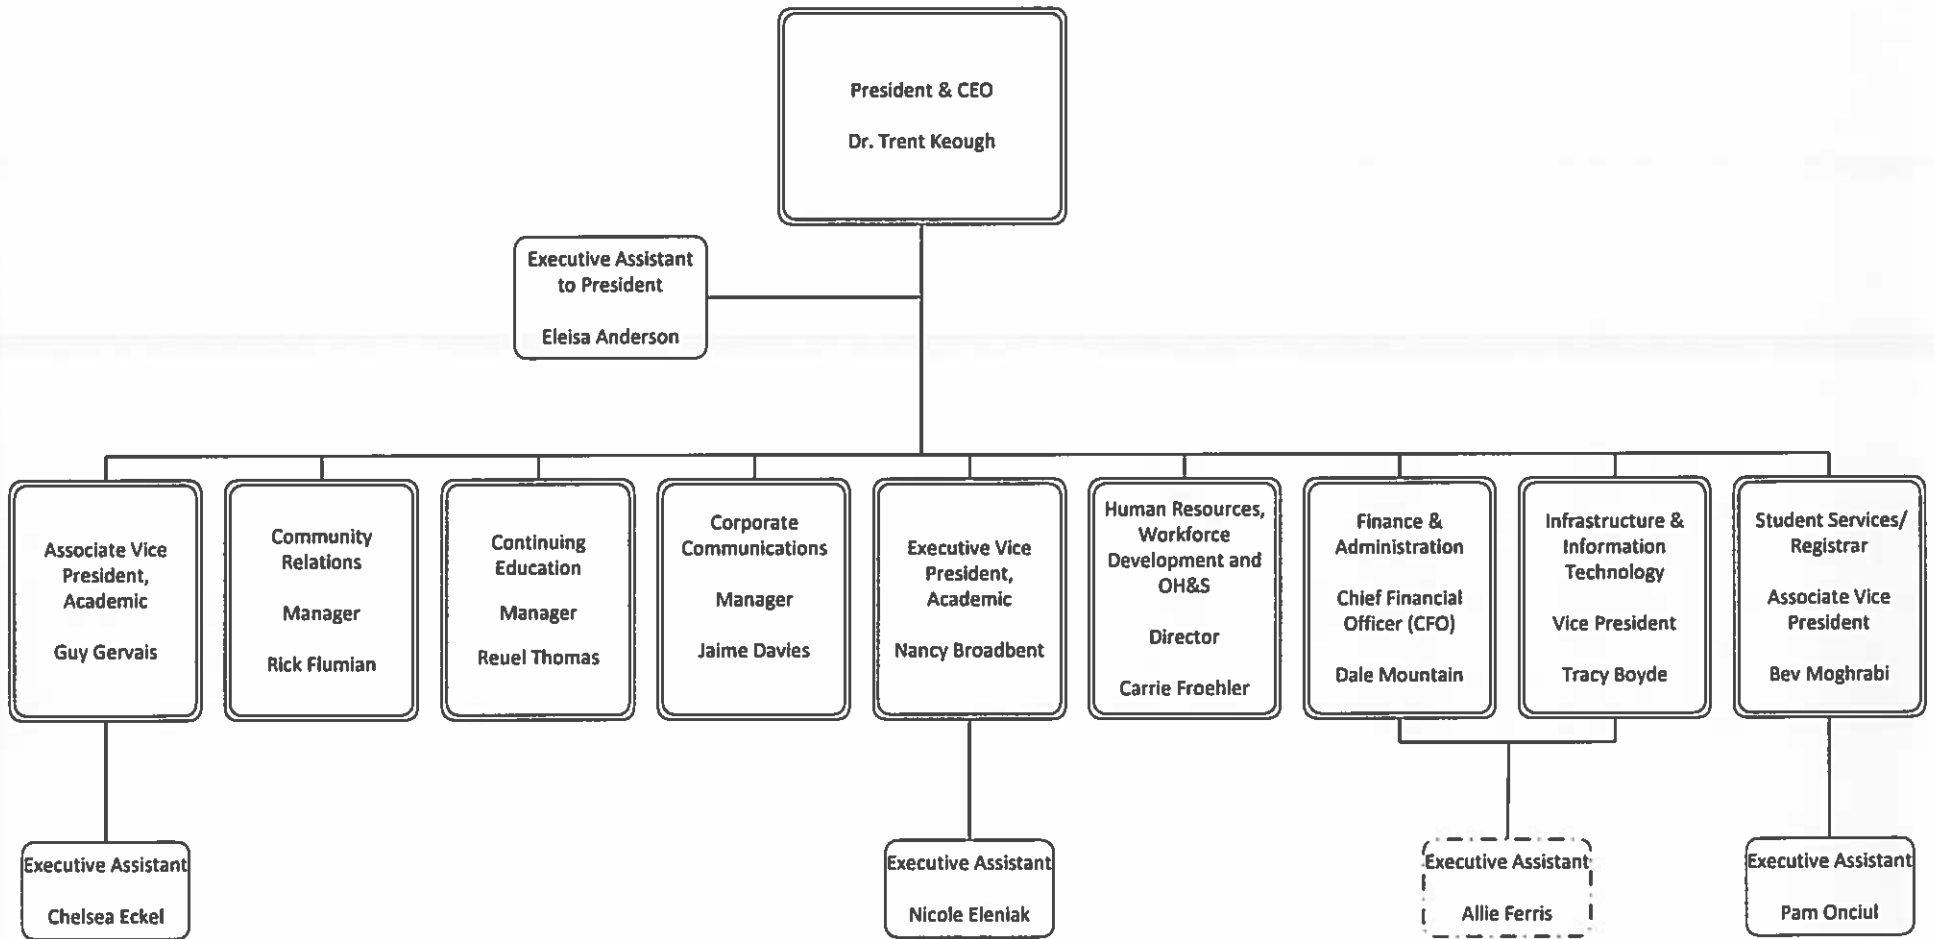 President & CEO
Dr. Trent Keough
Executive Assistant
to President
Eleisa Anderson
Associate Vice
President,
Academic
Guy Gervais
Community
Relations
Manager
Rick Flumian
Continuing
Education
Manager
Reuel Thomas
Corporate
Communications
Manager
Jaime Davies
Executive Vice
President,
Academic
Nancy Broadbent
Human Resources,
Workforce
Development and
OH&S
Director
Carrie Froehler
Finance &
Administration
Chief Financial
Officer (CFO)
Dale Mountain
Infrastructure &
Information
Technology
Vice President
Tracy Boyde
Student Services/
Registrar
Associate Vice
President
Bev Moghrabi
Executive Assistant
Chelsea Eckel
Executive Assistant
Nicole Eleniak
Executive Assistant
Allie Ferris
Executive Assistant
Pam Onciul